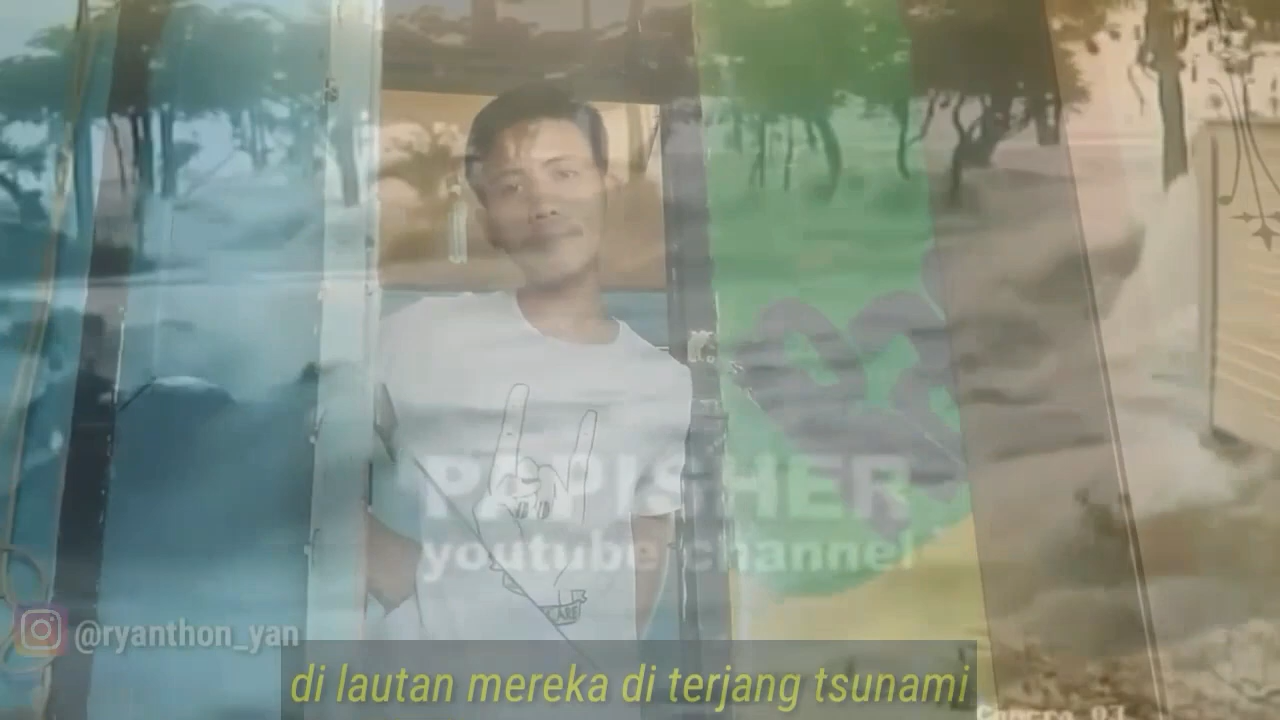 PAPISHER
youtube channel
@ryanthon_yan
di lautan mereka di terjang tsunami